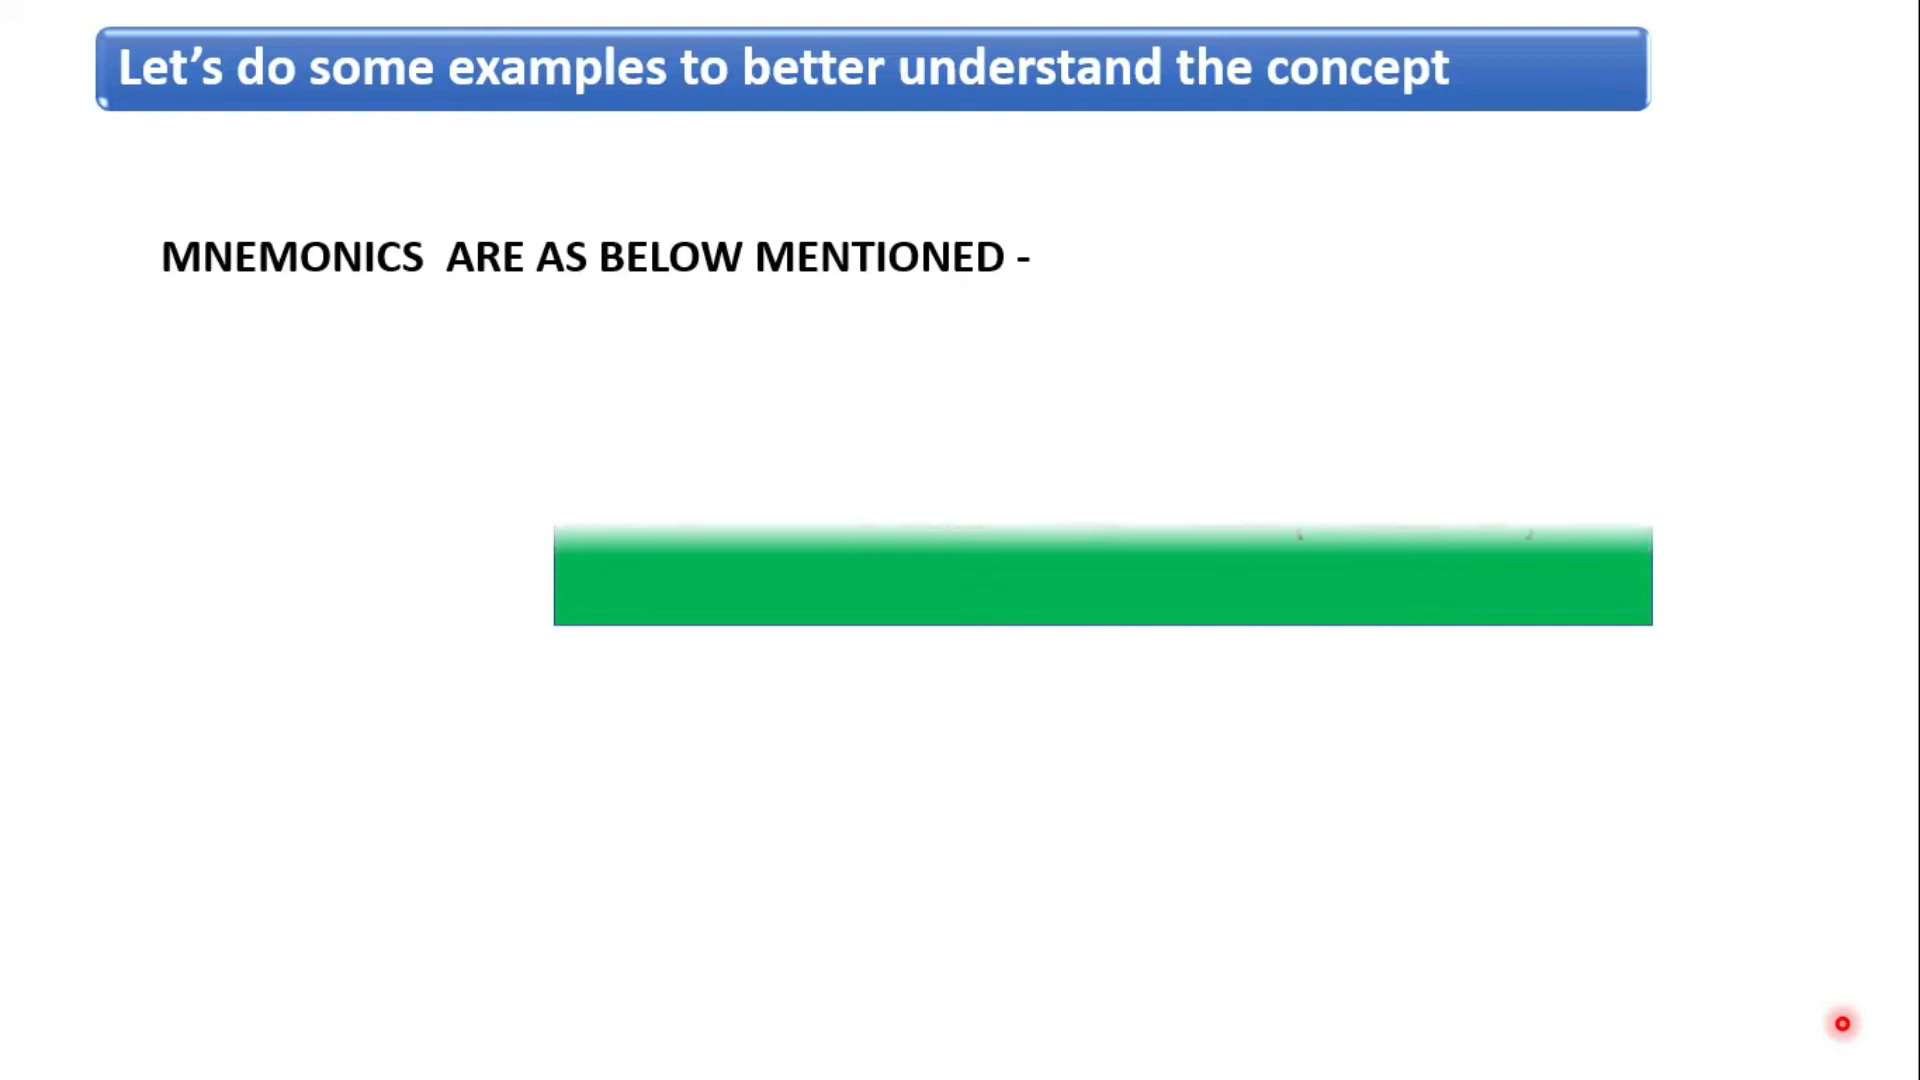 Let’s do some examples to better understand the concept
MNEMONICS  ARE AS BELOW MENTIONED -